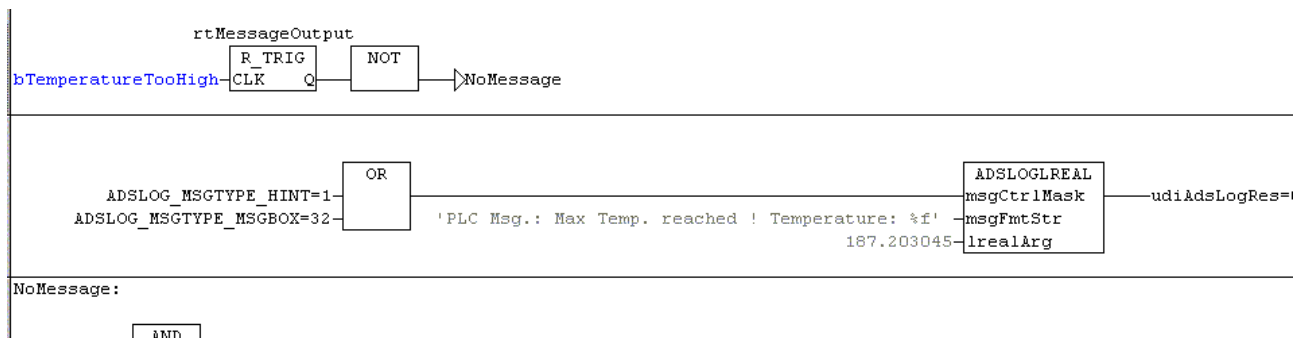 rtMessageOutput
R_TRIG NOT
bTemperatureTooHigh CLK Q NoMessage
OR ADSLOGLREAL
ADSLOG_MSGTYPE_HINT=1 msgCtrlMask udiAdsLogRes=
ADSLOG_MSGTYPE_MSGBOX=32 'PLC Msg.: Max Temp. reached ! Temperature: %f' msgFmtStr
187.203045 lrealArg
NoMessage:
AND